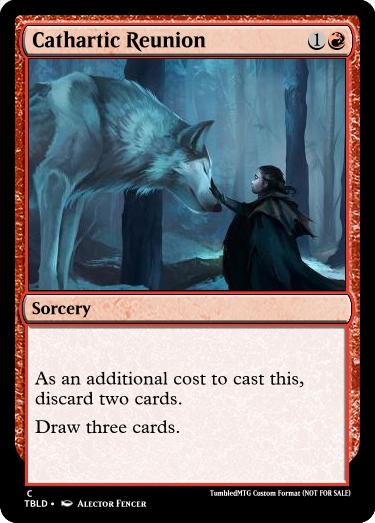 Cathartic Reunion 1
Sorcery
As an additional cost to cast this,
discard two cards.
Draw three cards.
C
TBLD • Alector Fencer
TumbledMTG Custom Format (NOT FOR SALE)